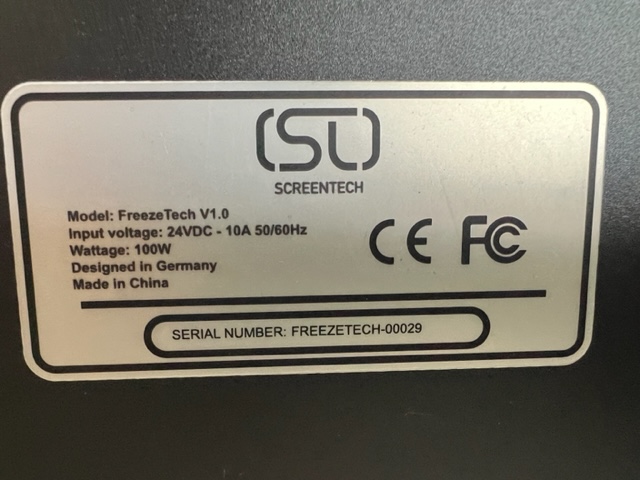 SCREENTECH
Model: FreezeTech V1.0
Input voltage: 24VDC - 10A 50/60Hz
Wattage: 100W
Designed in Germany
Made in China
CE FC
SERIAL NUMBER: FREEZETECH-00029